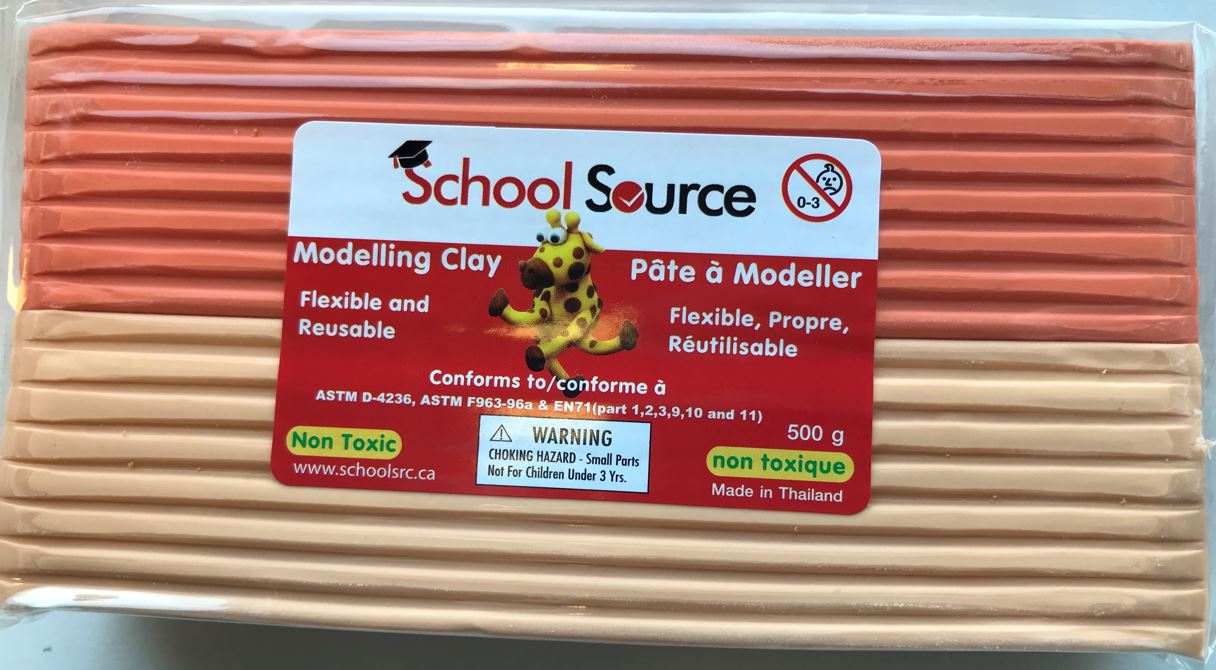 School Source
0-3
Modelling Clay
Pâte à Modeller
Flexible and
Reusable
Flexible, Propre,
Réutilisable
Conforms to/conforme à
ASTM D-4236, ASTM F963-96a & EN71(part 1,2,3,9,10 and 11)
500 g
Non Toxic
WARNING
CHOKING HAZARD - Small Parts
Not For Children Under 3 Yrs.
non toxique
www.schoolsrc.ca
Made in Thailand